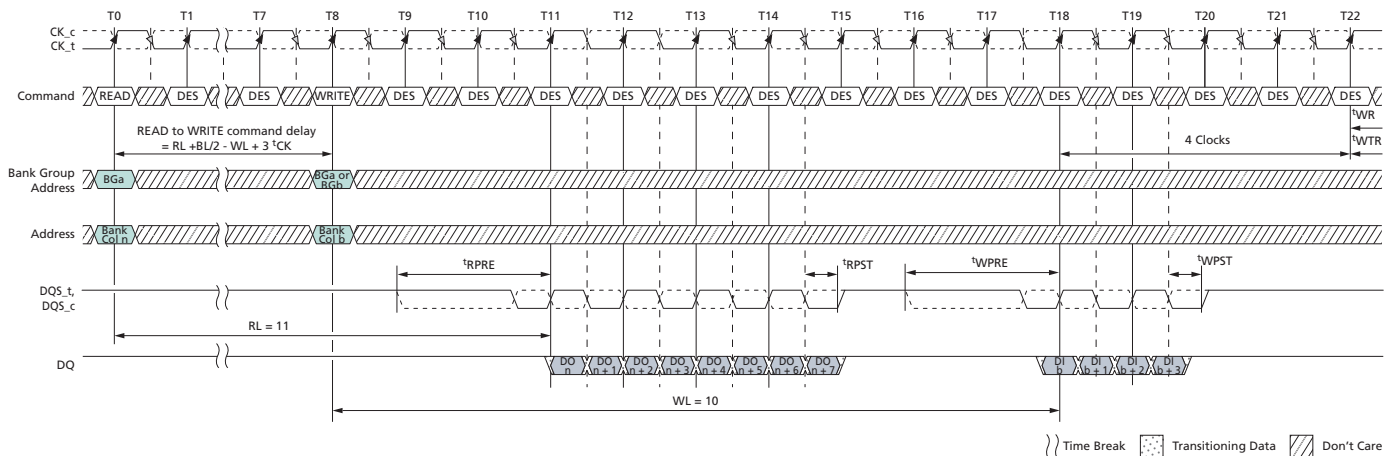 T0 T1 T7 T8 T9 T10 T11 T12 T13 T14 T15 T16 T17 T18 T19 T20 T21 T22
CK_c
CK_t
Command READ DES DES WRITE DES DES DES DES DES DES DES DES DES DES DES DES DES DES
tWR
READ to WRITE command delay
= RL +BL/2 - WL + 3 tCK
4 Clocks tWTR
Bank Group
Address
BGa
BGa or
BGb
Address
Bank
Col n
Bank
Col b
tRPRE tRPST tWPRE tWPST
DQS_t,
DQS_c
RL = 11
DQ
DO
n
DO
n + 1
DO
n + 2
DO
n + 3
DO
n + 4
DO
n + 5
DO
n + 6
DO
n + 7
DI
b
DI
b + 1
DI
b + 2
DI
b + 3
WL = 10
Time Break Transitioning Data Don't Care